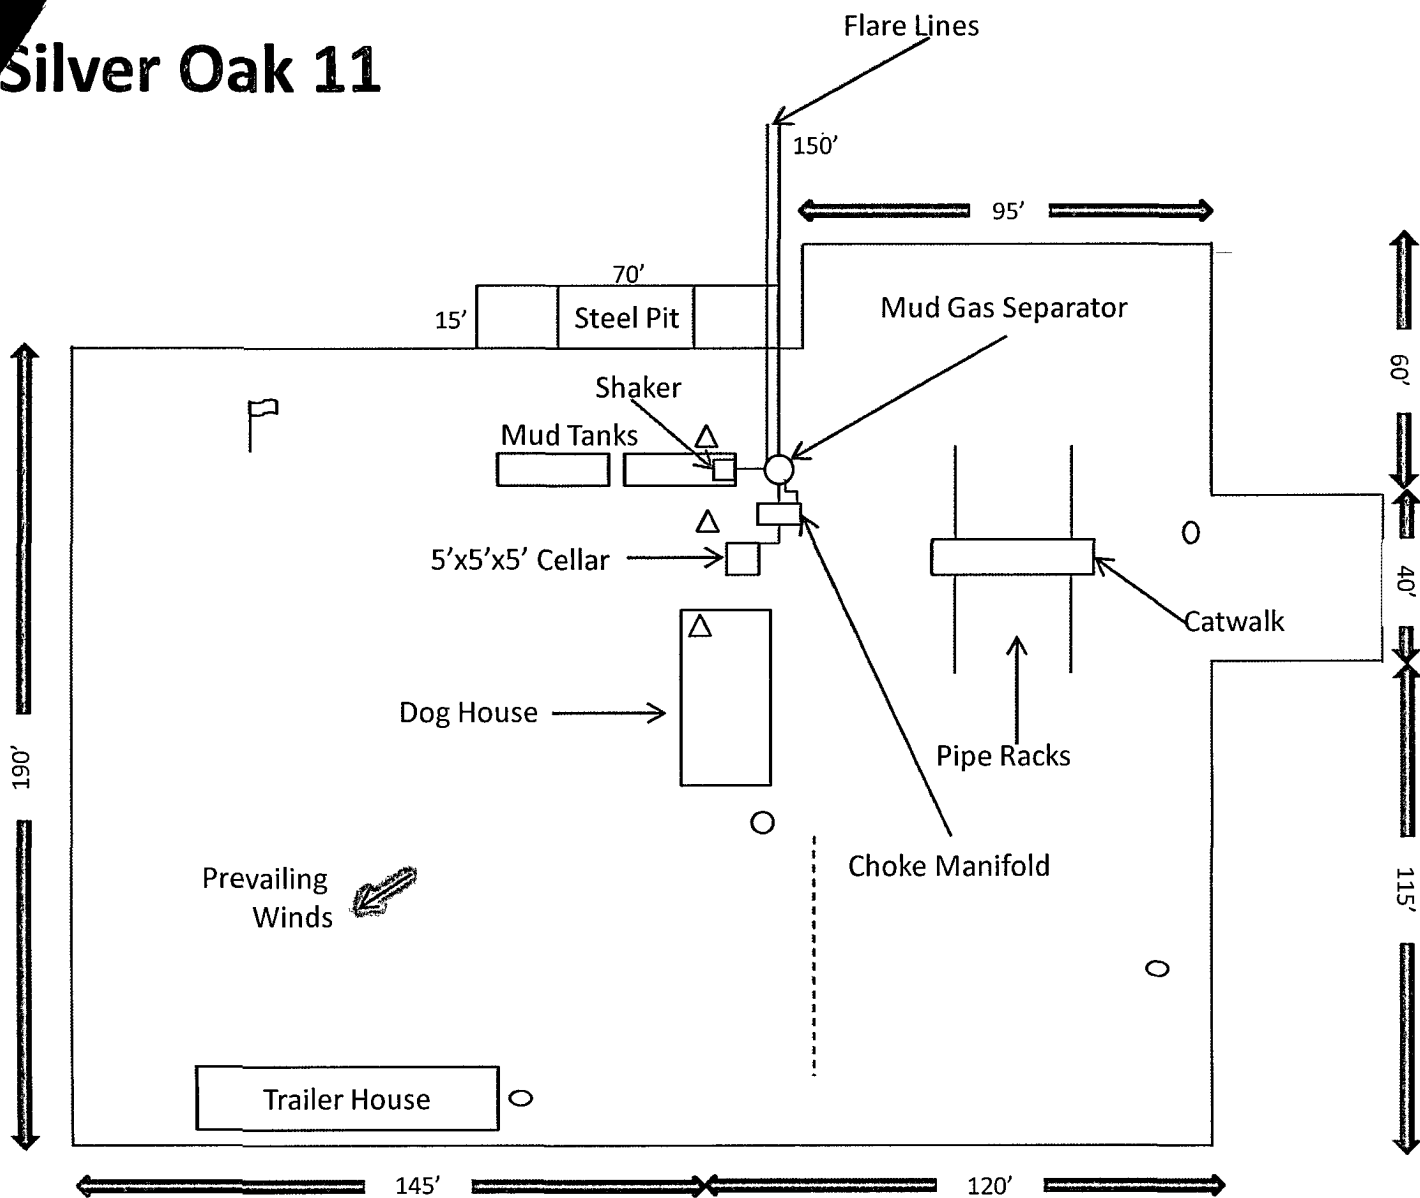 Flare Lines
Silver Oak 11
150’
95’
70’
Mud Gas Separator
15’
Steel Pit
60’
Shaker
Mud Tanks
5’x5’x5’ Cellar
40’
Catwalk
Dog House
Pipe Racks
190’
Choke Manifold
Prevailing
Winds
115’
Trailer House
145’
120’